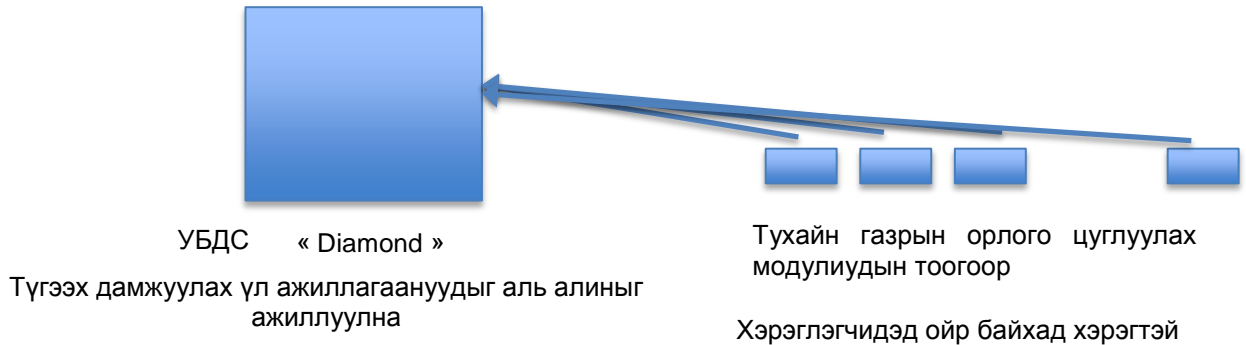 УБДС « Diamond »
Түгээх дамжуулах үл ажиллагаануудыг аль алиныг
ажиллуулна
Тухайн газрын орлого цуглуулах
модулиудын тоогоор
Хэрэглэгчидэд ойр байхад хэрэгтэй